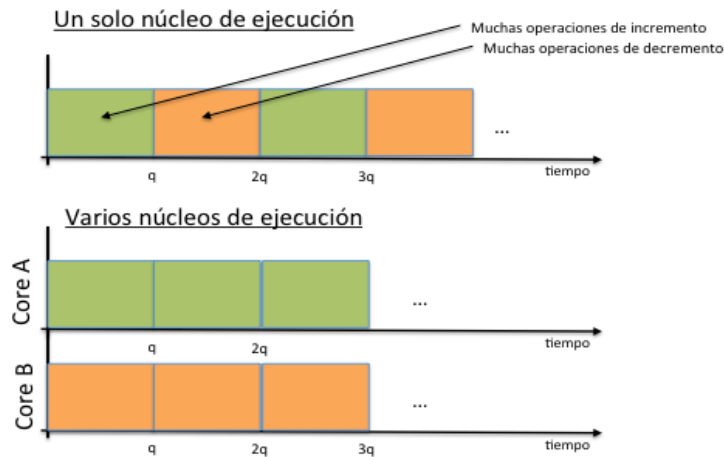 Un solo núcleo de ejecución
Muchas operaciones de incremento
Muchas operaciones de decremento
...
q 2q 3q tiempo
Varios núcleos de ejecución
Core A
...
q 2q tiempo
Core B
...
q 2q 3q tiempo